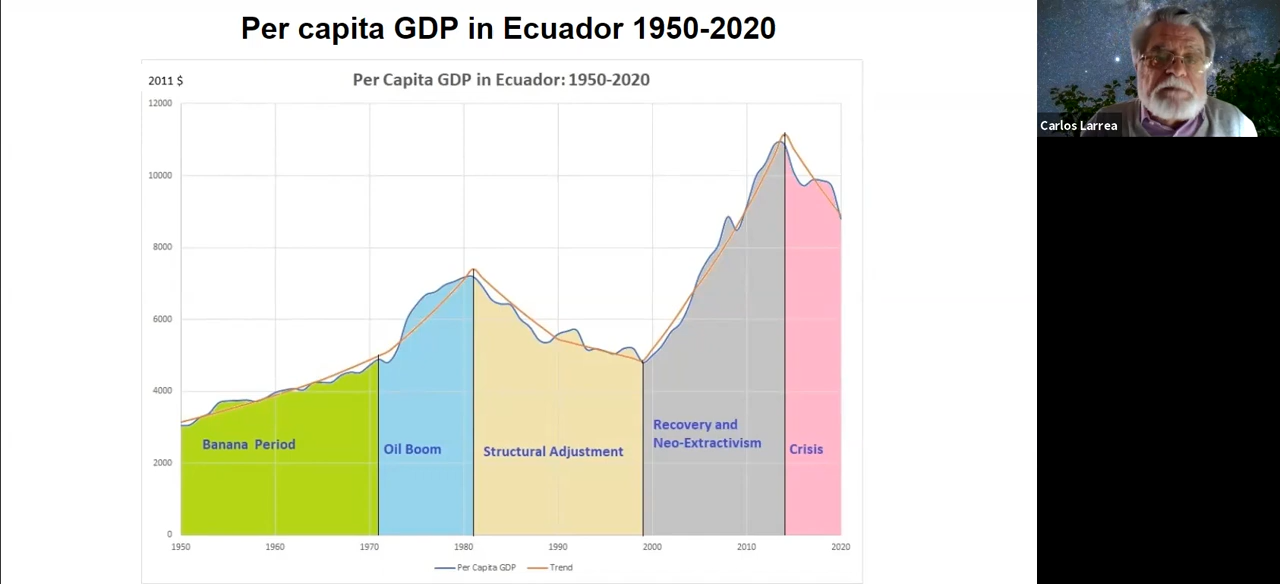 Per capita GDP in Ecuador 1950-2020
2011 $
Per Capita GDP in Ecuador: 1950-2020
12000
10000
8000
6000
4000
2000
0
Banana Period
Oil Boom
Structural Adjustment
Recovery and
Neo-Extractivism
Crisis
1950 1960 1970 1980 1990 2000 2010 2020
Per Capita GDP Trend
Carlos Larrea